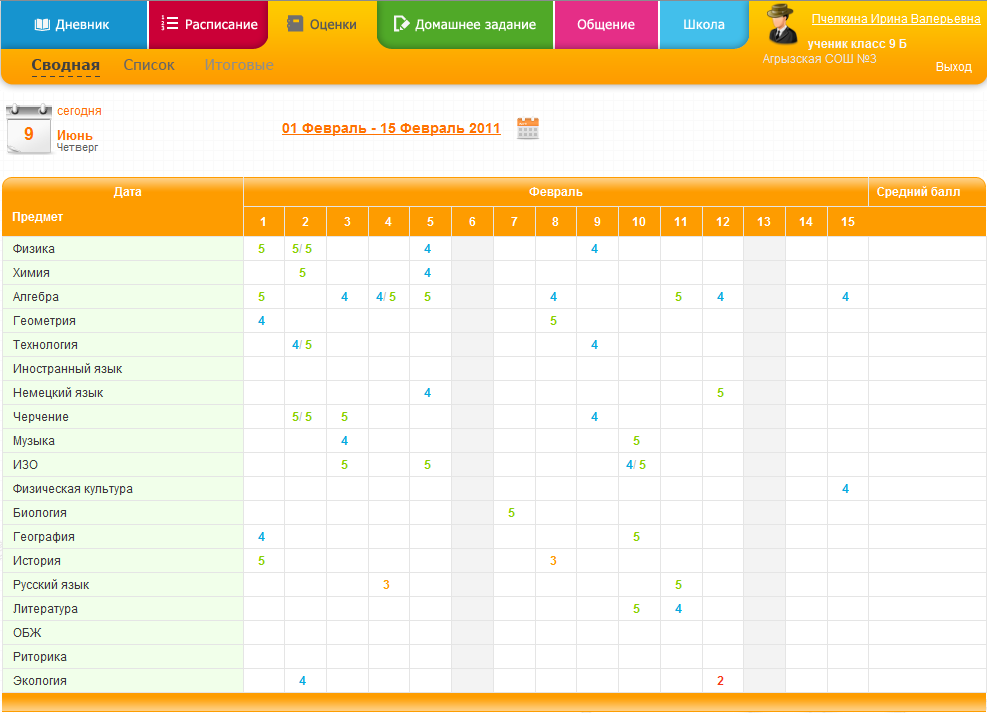 Дневник Расписание Оценки Домашнее задание Общение Школа Пчелкина Ирина Валерьевна
ученик класс 9 Б
Агрызская СОШ №3
Выход
Сводная Список Итоговые
сегодня
9 Июнь
Четверг
01 Февраль - 15 Февраль 2011
Дата Февраль Средний балл
Предмет 1 2 3 4 5 6 7 8 9 10 11 12 13 14 15
Физика 5 5/ 5 4 4
Химия 5 4
Алгебра 5 4 4/ 5 5 4 5 4 4
Геометрия 4 5
Технология 4/ 5 4
Иностранный язык
Немецкий язык 4 5
Черчение 5/ 5 5 4
Музыка 4 5
ИЗО 5 5 4/ 5
Физическая культура 4
Биология 5
География 4 5
История 5 3
Русский язык 3 5
Литература 5 4
ОБЖ
Риторика
Экология 4 2